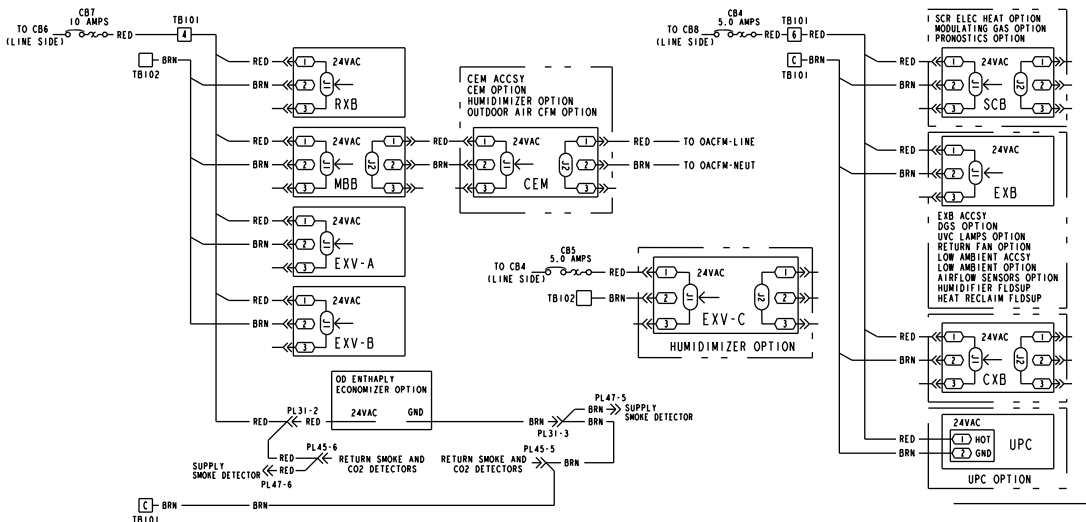 CB7
10 AMPS
TO CB6
(LINE SIDE)
RED
TB101
4
BRN
TB102
RED
BRN
1
2
3
24VAC
J1
RXB
RED
BRN
1
2
3
24VAC
J1
MBB
J2
1
2
3
RED
BRN
CEM ACCSY
CEM OPTION
HUMIDIMIZER OPTION
OUTDOOR AIR CFM OPTION
1
2
3
24VAC
J1
CEM
J2
1
2
3
RED
TO OACFM-LINE
BRN
TO OACFM-NEUT
RED
BRN
1
2
3
24VAC
J1
EXV-A
RED
BRN
1
2
3
24VAC
J1
EXV-B
CB5
5.0 AMPS
TO CB4
(LINE SIDE)
RED
TB102
BRN
1
2
3
24VAC
J1
EXV-C
J2
1
2
3
HUMIDIMIZER OPTION
OD ENTHAPLY
ECONOMIZER OPTION
24VAC
GND
RED
PL31-2
RED
BRN
PL31-3
BRN
PL47-5
SUPPLY
SMOKE DETECTOR
BRN
RED
PL45-6
RETURN SMOKE AND
CO2 DETECTORS
RETURN SMOKE AND
CO2 DETECTORS
PL45-5
BRN
SUPPLY
SMOKE DETECTOR
RED
PL47-6
C
BRN
BRN
TB101
CB4
5.0 AMPS
TO CB8
(LINE SIDE)
RED
TB101
6
RED
C
BRN
TB101
SCR ELEC HEAT OPTION
MODULATING GAS OPTION
PRONOSTICS OPTION
RED
BRN
1
2
3
24VAC
J1
SCB
J2
1
2
3
RED
BRN
1
2
3
24VAC
J1
EXB
EXB ACCSY
DGS OPTION
UVC LAMPS OPTION
RETURN FAN OPTION
LOW AMBIENT ACCSY
LOW AMBIENT OPTION
AIRFLOW SENSORS OPTION
HUMIDIFIER FLDSUP
HEAT RECLAIM FLDSUP
RED
BRN
1
2
3
24VAC
J1
CXB
J2
1
2
3
24VAC
RED
1 HOT
BRN
2 GND
UPC
UPC OPTION